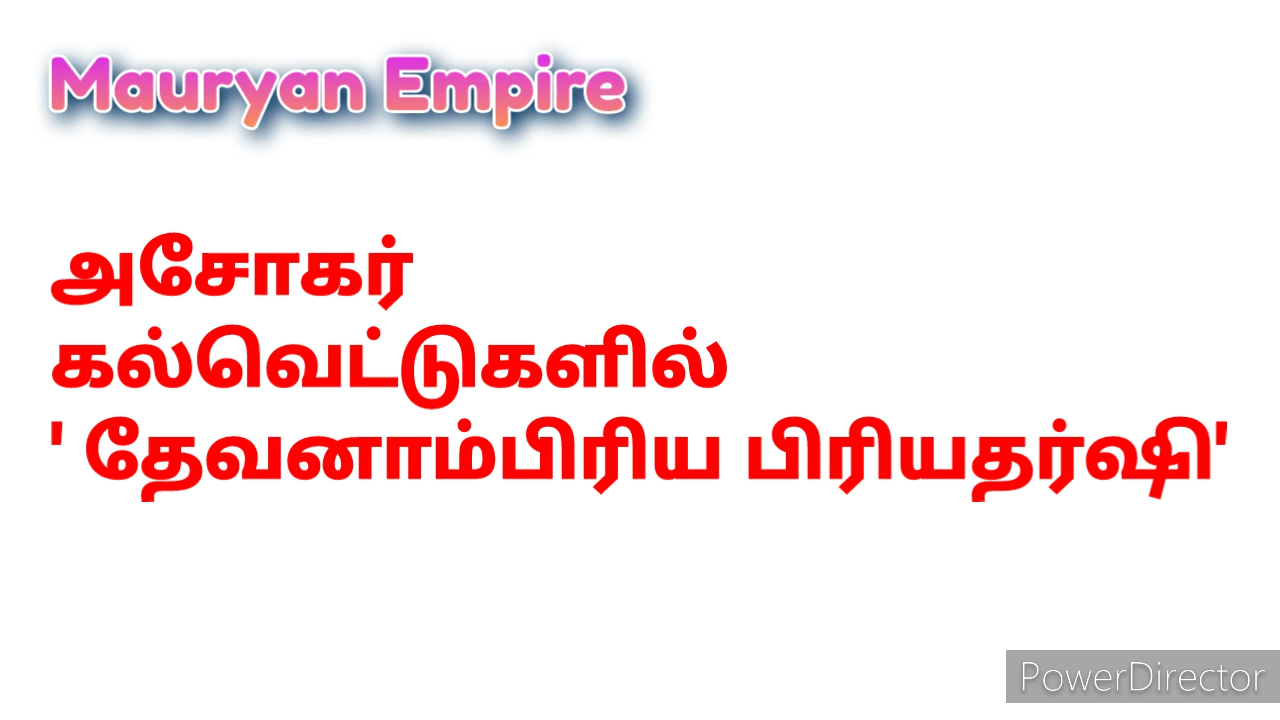 Mauryan Empire
அசோகர்
கல்வெட்டுகளில்
' தேவனாம்பிரிய பிரியதர்ஷி'
PowerDirector